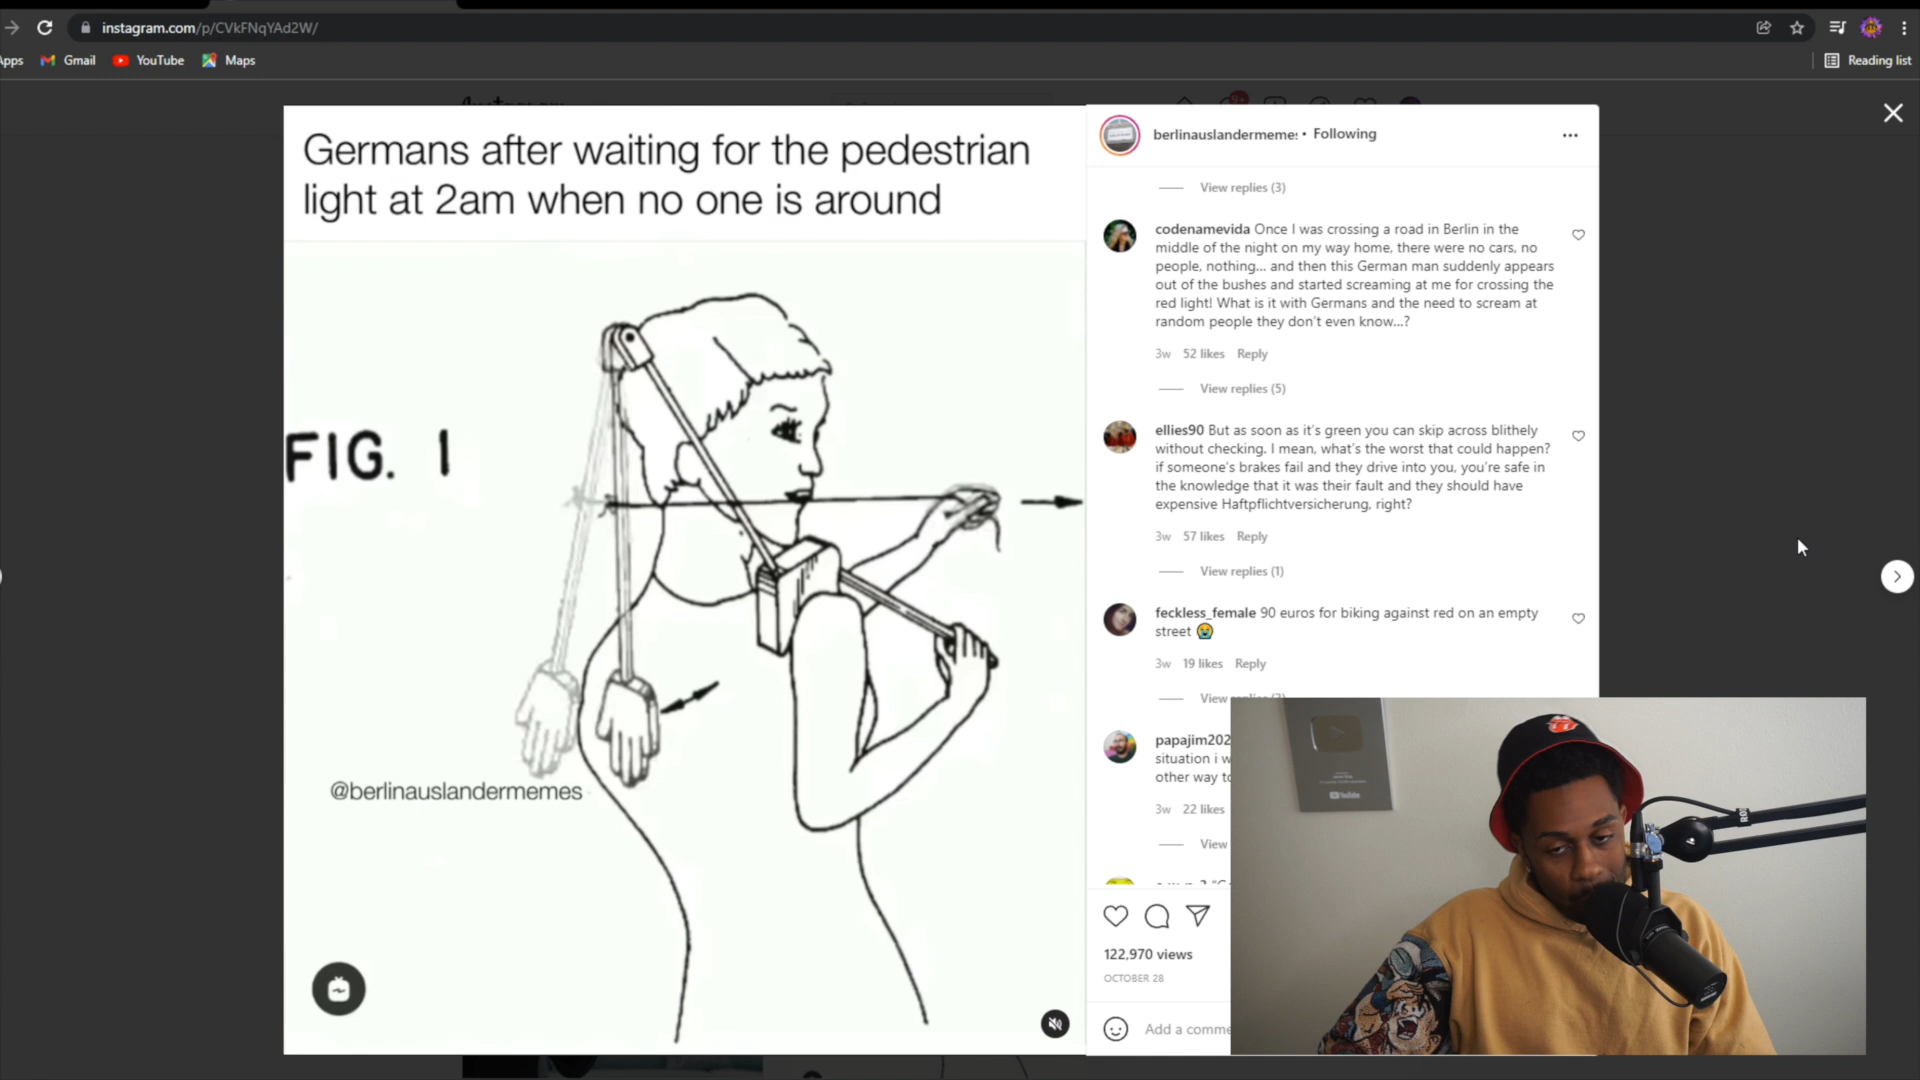 instagram.com/p/CVkFNqYAd2W/
Apps
Gmail
YouTube
Maps
Reading list
Germans after waiting for the pedestrian
light at 2am when no one is around
FIG. 1
@berlinauslandermemes
berlinauslandermemes • Following
View replies (3)
codenamevida Once I was crossing a road in Berlin in the
middle of the night on my way home, there were no cars, no
people, nothing... and then this German man suddenly appears
out of the bushes and started screaming at me for crossing the
red light! What is it with Germans and the need to scream at
random people they don't even know...?
3w 52 likes Reply
View replies (5)
ellies90 But as soon as it's green you can skip across blithely
without checking. I mean, what's the worst that could happen?
if someone's brakes fail and they drive into you, you're safe in
the knowledge that it was their fault and they should have
expensive Haftpflichtversicherung, right?
3w 57 likes Reply
View replies (1)
feckless_female 90 euros for biking against red on an empty
street
3w 19 likes Reply
View replies
papajim202
situation i w
other way to
3w 22 likes
View
122,970 views
OCTOBER 28
Add a comme
YouTube